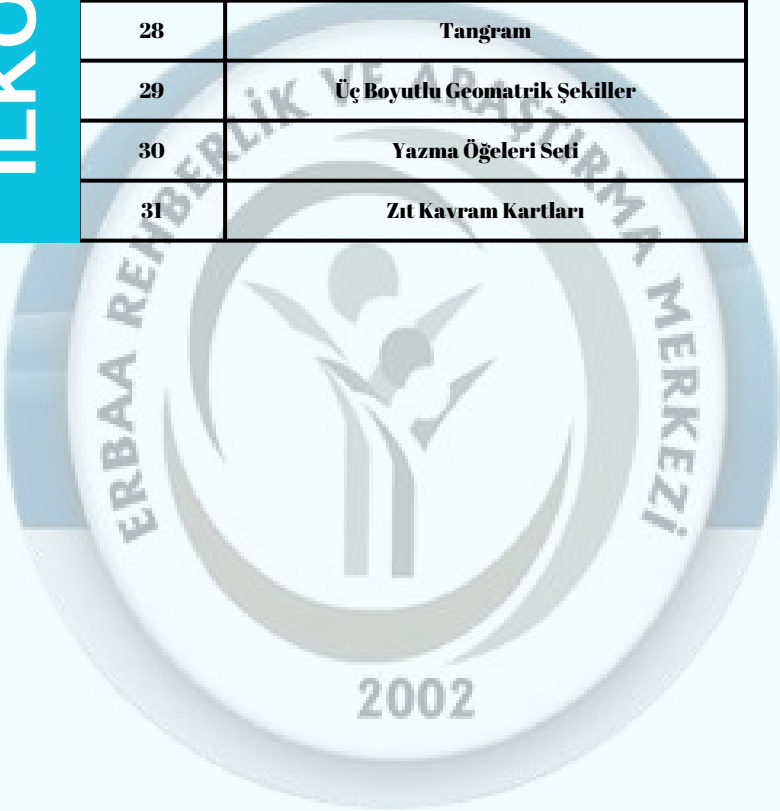 İLKO
28 Tangram
29 Üç Boyutlu Geomatrik Şekiller
30 Yazma Öğeleri Seti
31 Zıt Kavram Kartları
ERBAA REHBERLİK VE ARAŞTIRMA MERKEZİ
2002